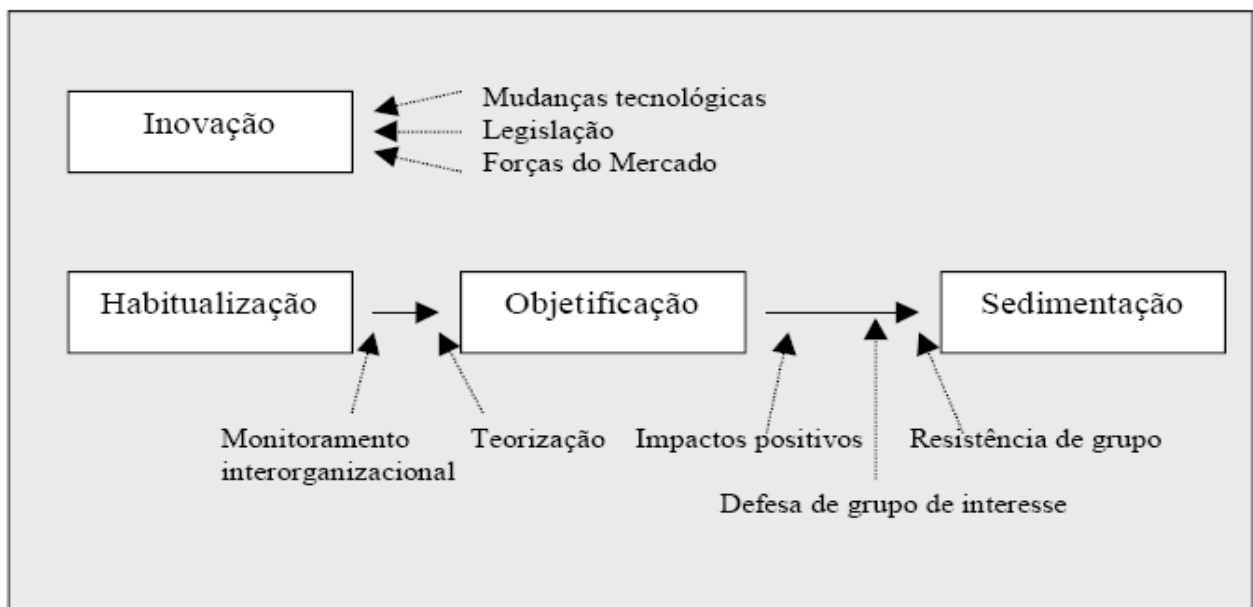 Inovação
Mudanças tecnológicas
Legislação
Forças do Mercado
Habitualização
Objetificação
Sedimentação
Monitoramento
interorganizacional
Teorização
Impactos positivos
Resistência de grupo
Defesa de grupo de interesse